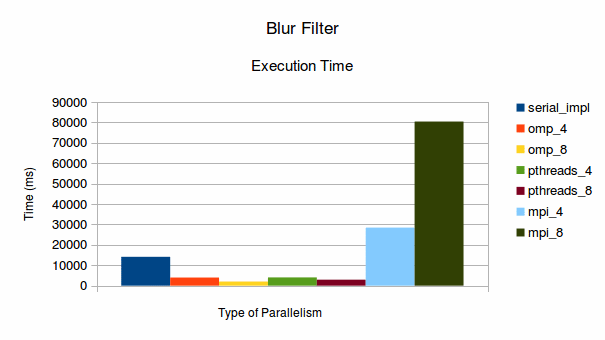 Blur Filter
Execution Time
90000
80000
70000
60000
50000
40000
30000
20000
10000
0
Time (ms)
Type of Parallelism
serial_impl
omp_4
omp_8
pthreads_4
pthreads_8
mpi_4
mpi_8